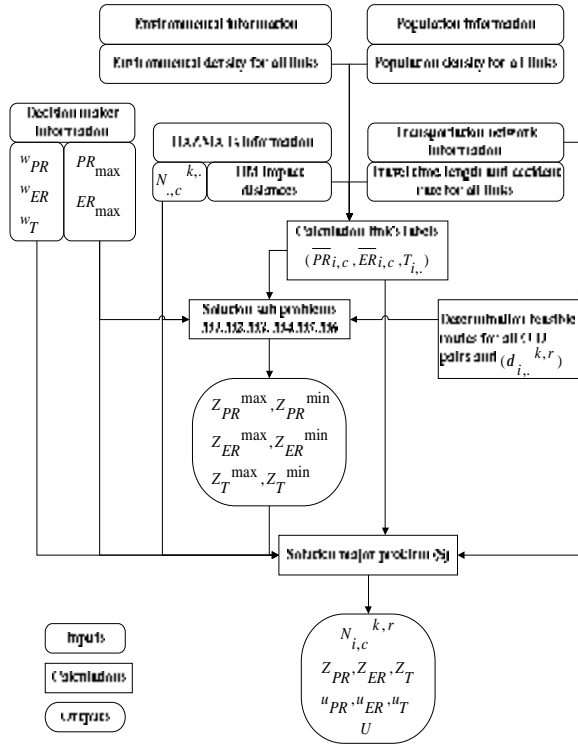 Environmental information
Population Information
Environmental density for all links
Population density for all links
Decision maker
information
HAZMATs information
Transportation network
information
w_PR
w_ER
w_T
PR_max
ER_max
N_.,c^k,.
HM impact
distances
Travel time, length and accident
rate for all links
Calculation link's labels
(PR̅_i,c, ER̅_i,c, T_i,.)
Solution sub problems
Determination feasible
routes for all O-D
pairs and (d_i,.^k,r)
Z_PR^max, Z_PR^min
Z_ER^max, Z_ER^min
Z_T^max, Z_T^min
Solution major problem (S)
N_i,c^k,r
Z_PR, Z_ER, Z_T
u_PR, u_ER, u_T
U
Inputs
Calculations
Outputs